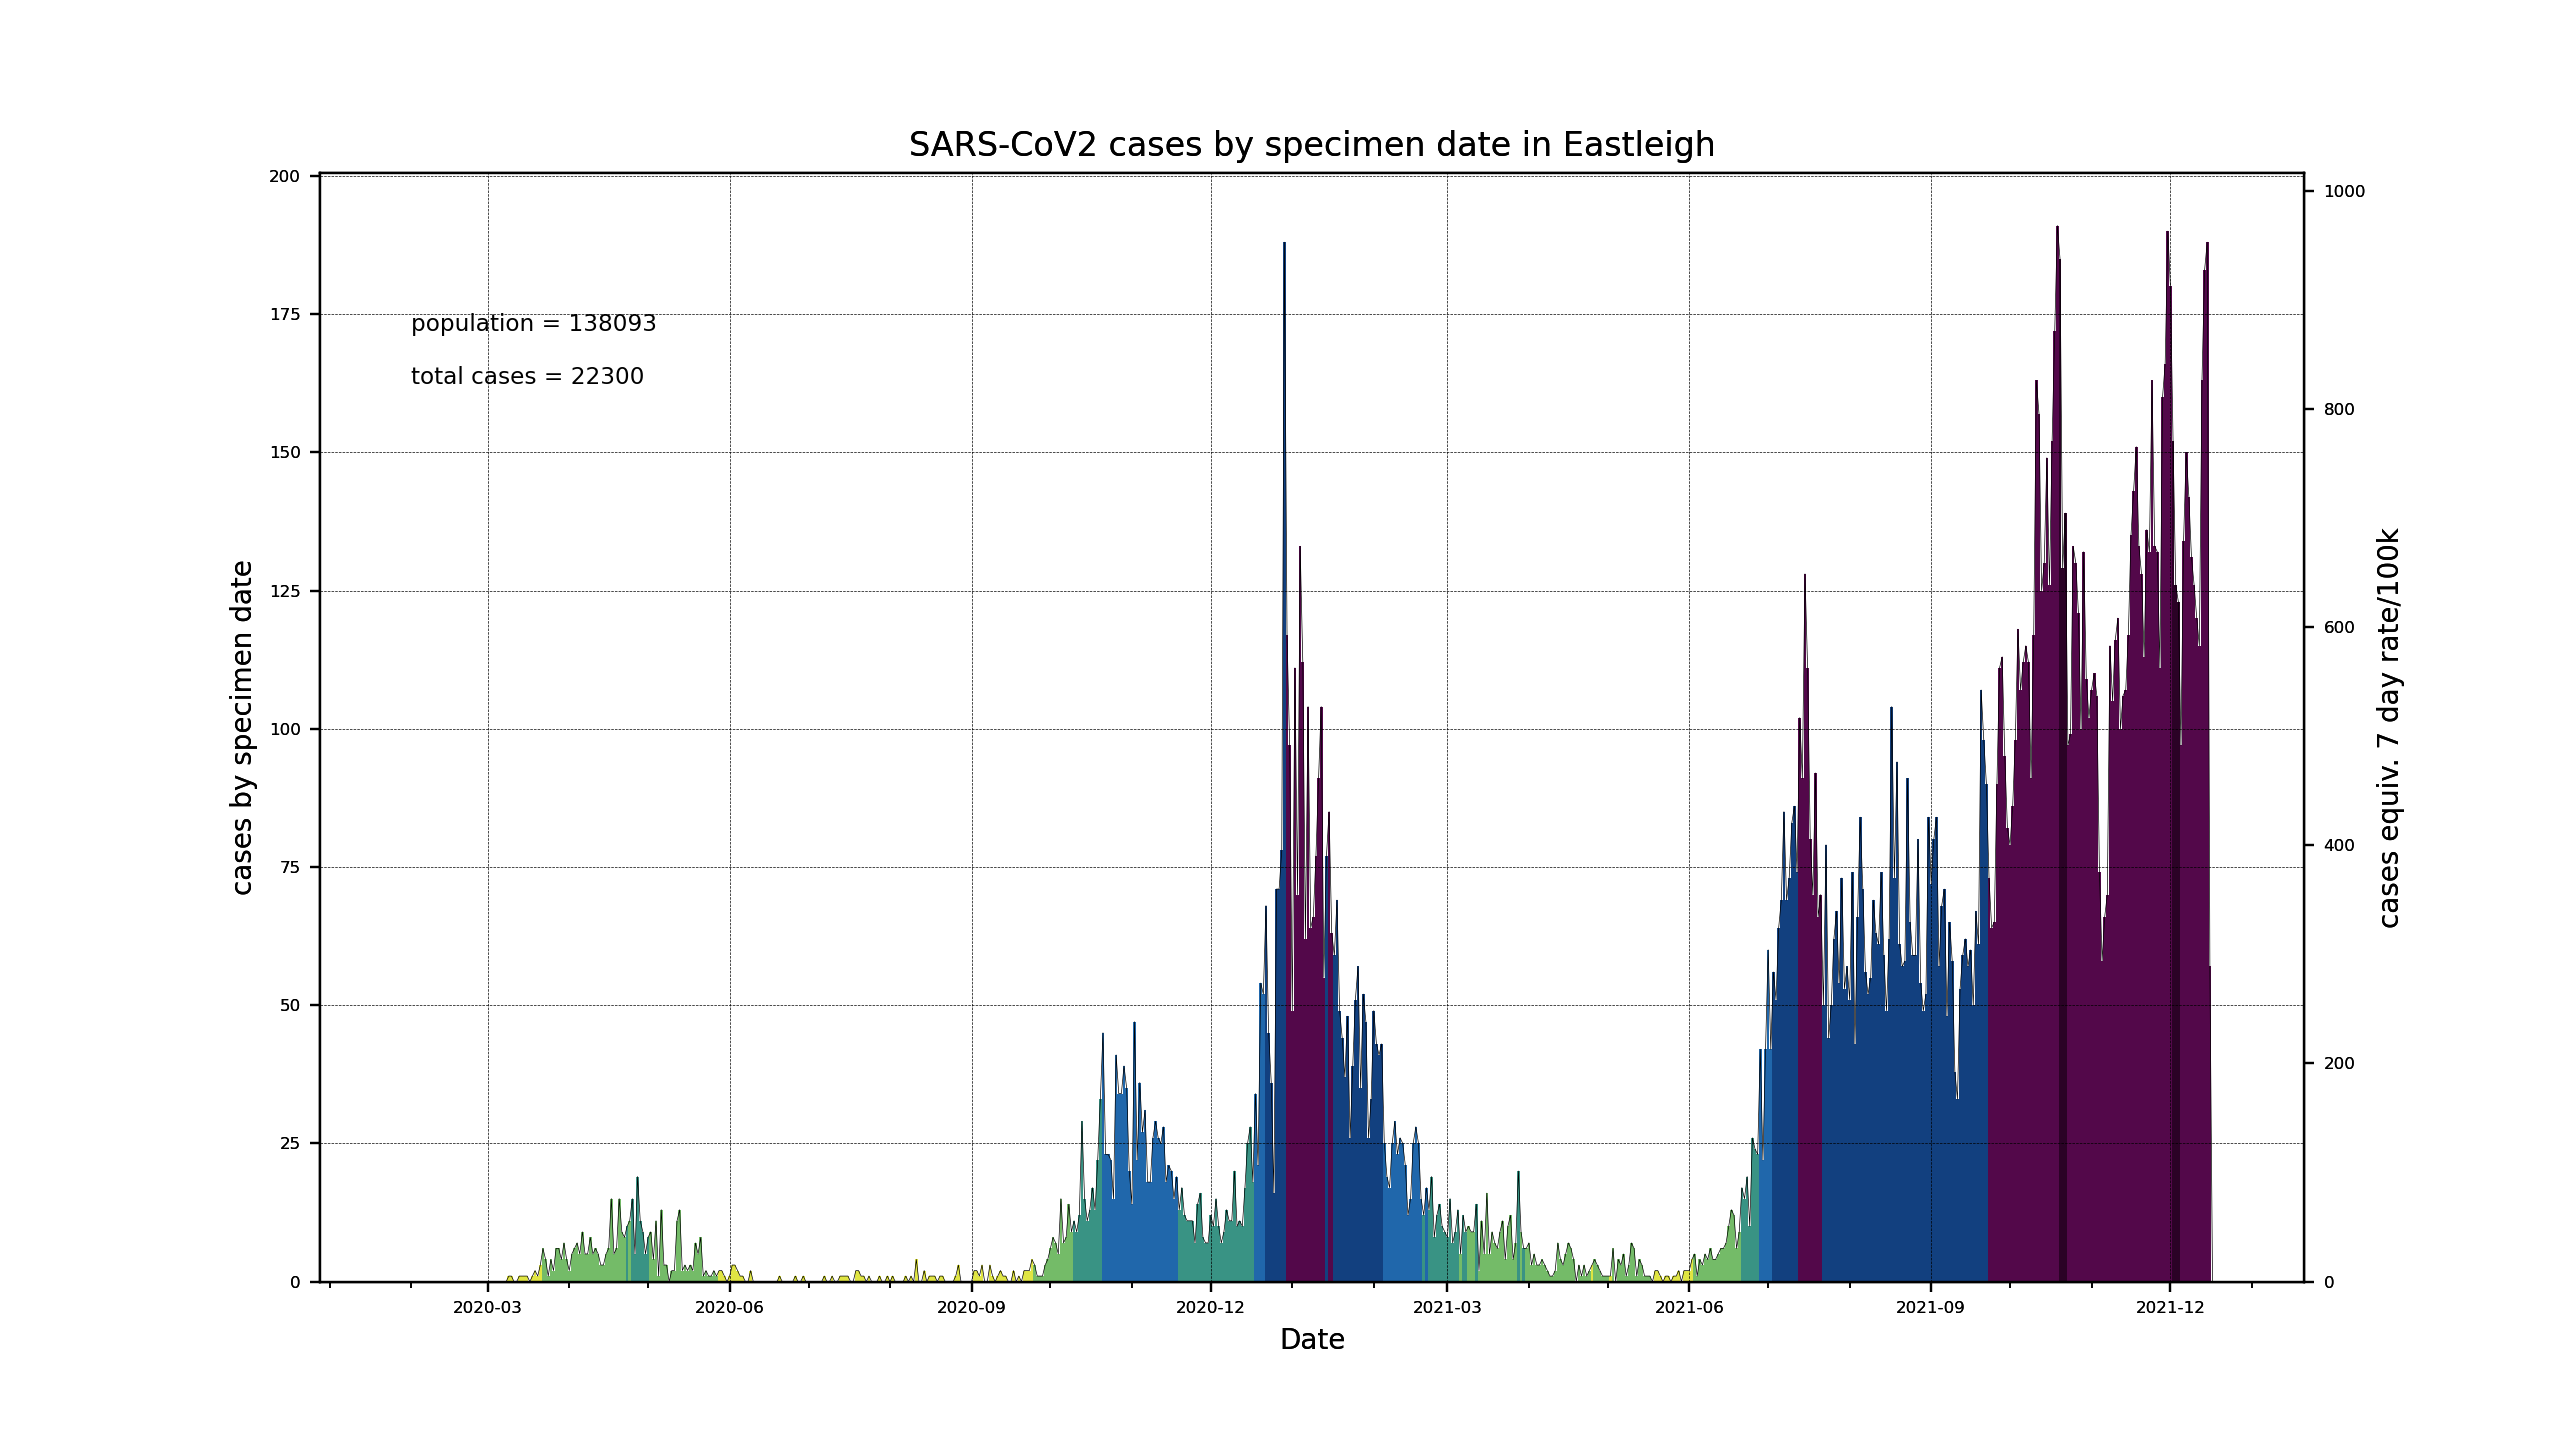 SARS-CoV2 cases by specimen date in Eastleigh
population = 138093
total cases = 22300
cases by specimen date
200
175
150
125
100
75
50
25
0
cases equiv. 7 day rate/100k
1000
800
600
400
200
0
2020-03 2020-06 2020-09 2020-12 2021-03 2021-06 2021-09 2021-12
Date